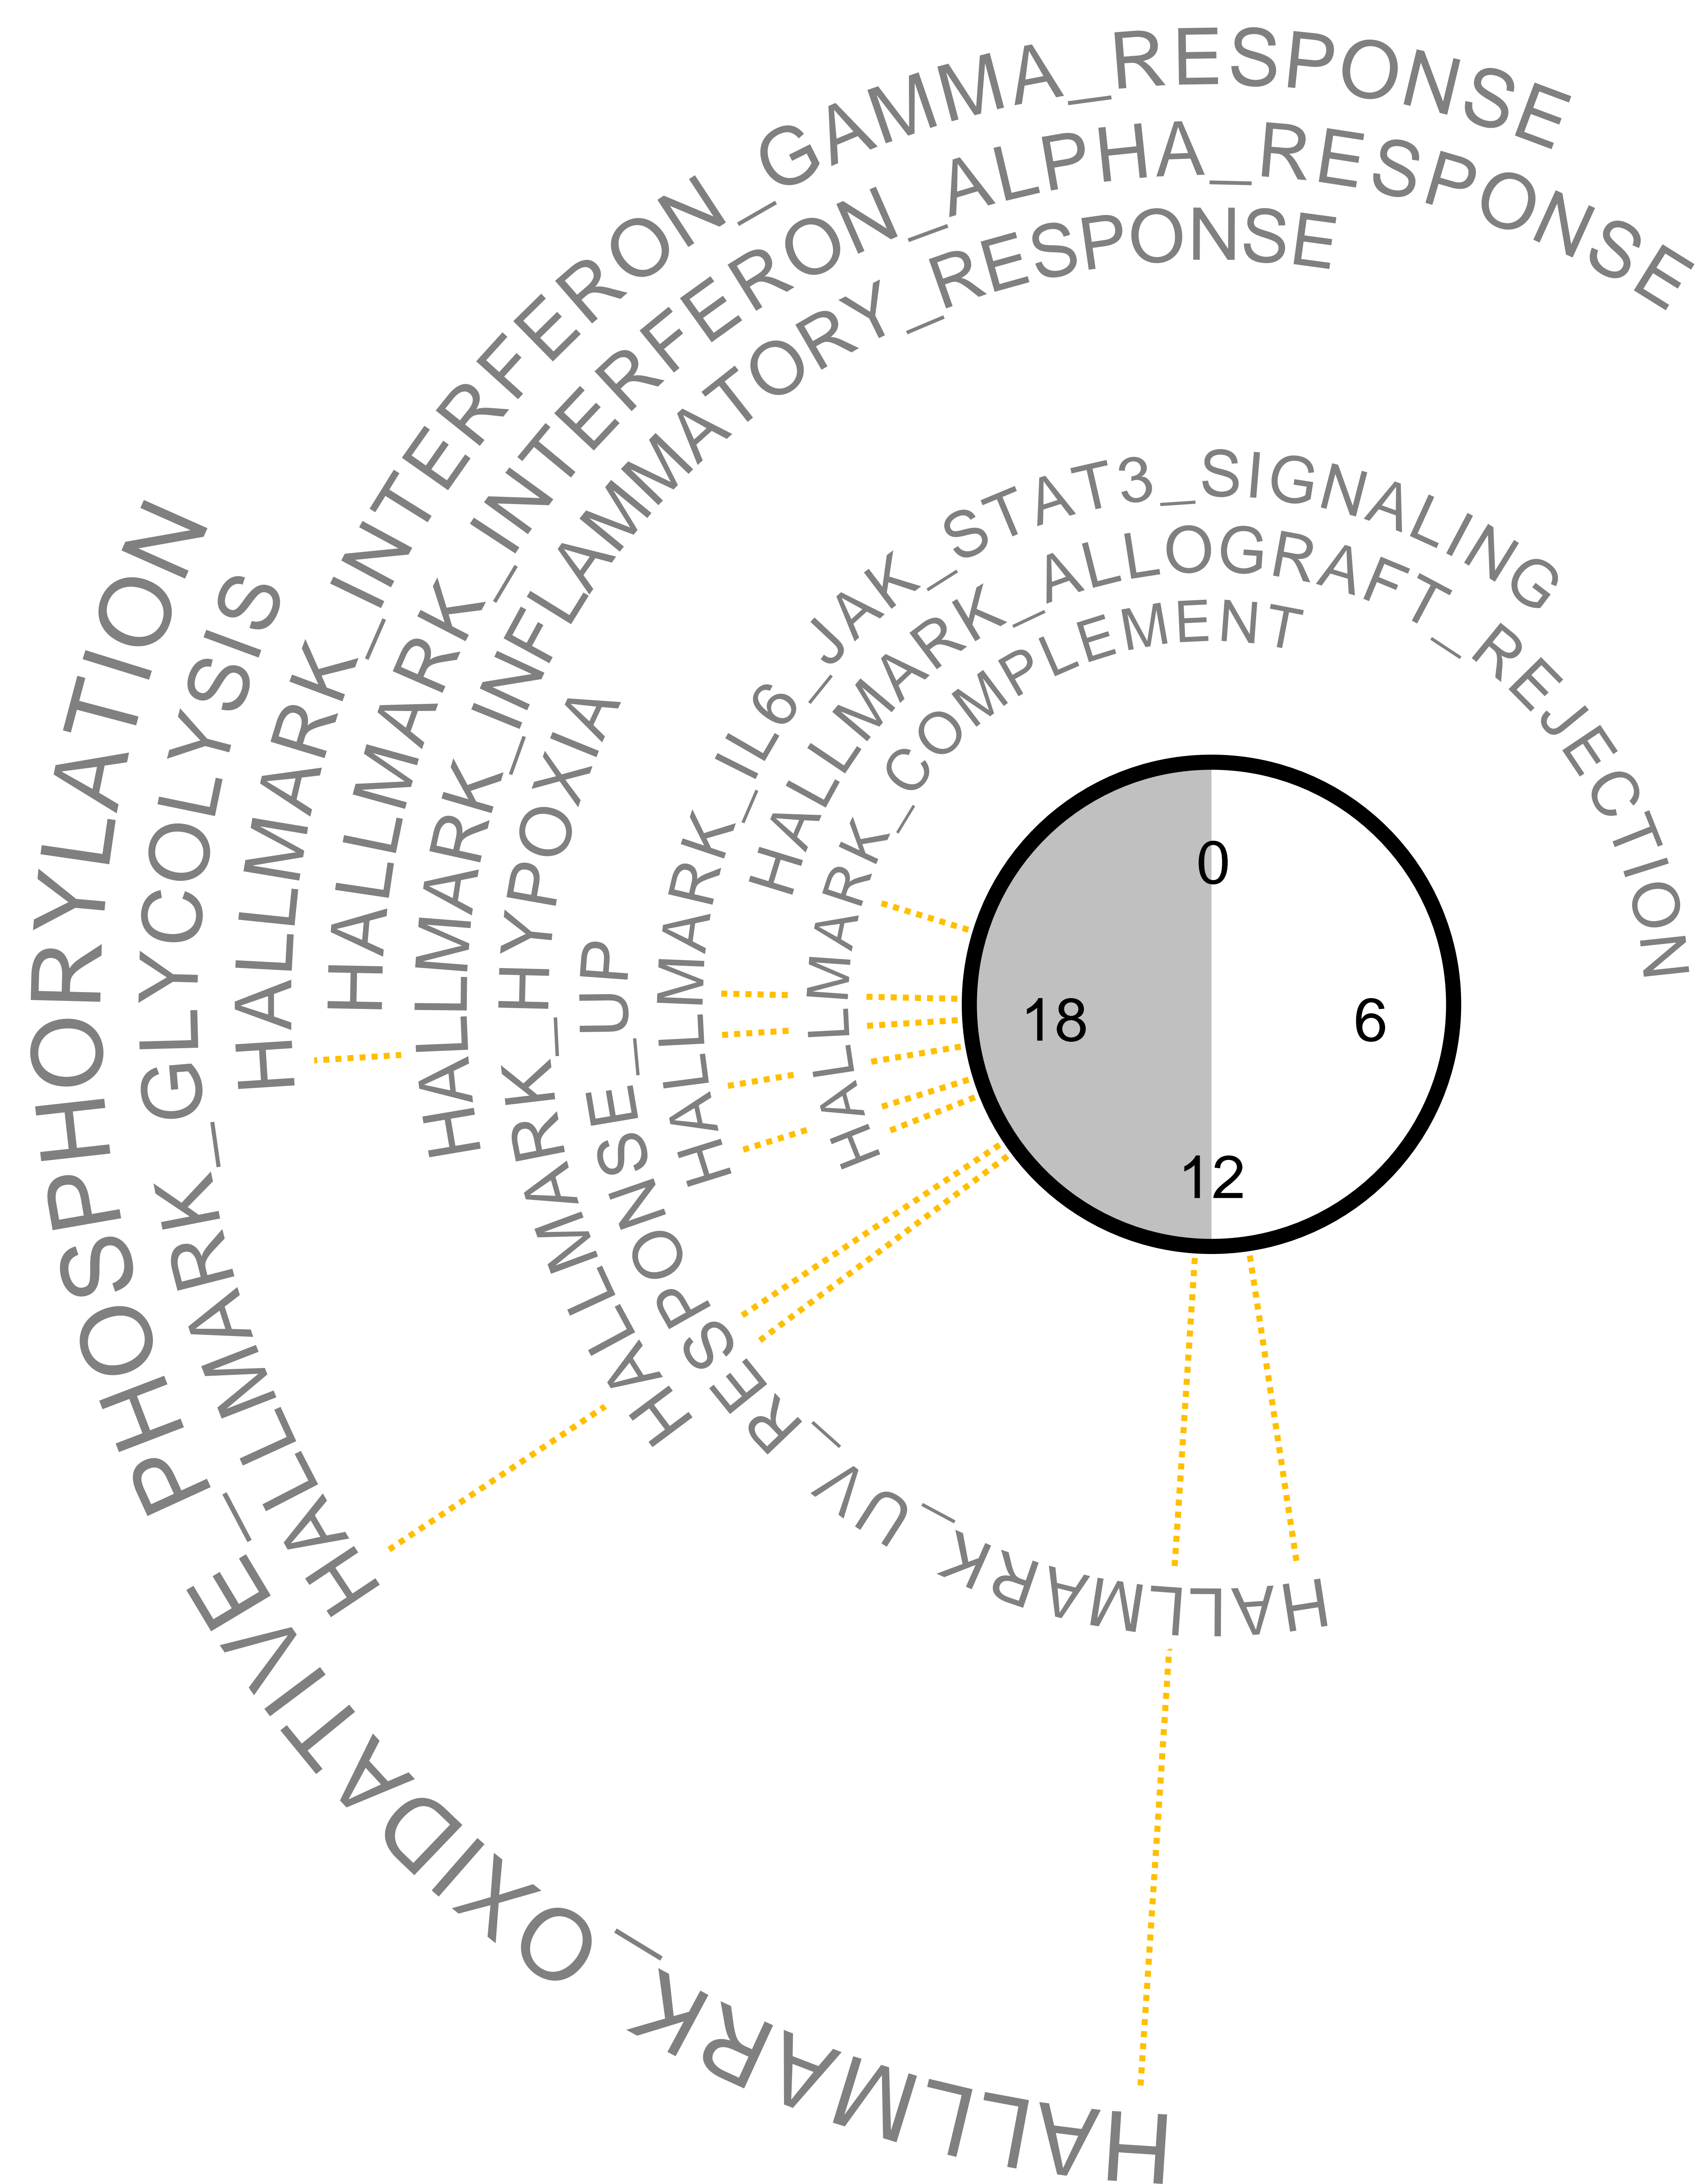 HALLMARK_INTERFERON_GAMMA_RESPONSE
HALLMARK_INTERFERON_ALPHA_RESPONSE
HALLMARK_INFLAMMATORY_RESPONSE
HALLMARK_IL6_JAK_STAT3_SIGNALING
HALLMARK_ALLOGRAFT_REJECTION
HALLMARK_COMPLEMENT
HALLMARK_OXIDATIVE_PHOSPHORYLATION
HALLMARK_GLYCOLYSIS
HALLMARK_HYPOXIA
HALLMARK_UV_RESPONSE_UP
0
6
12
18